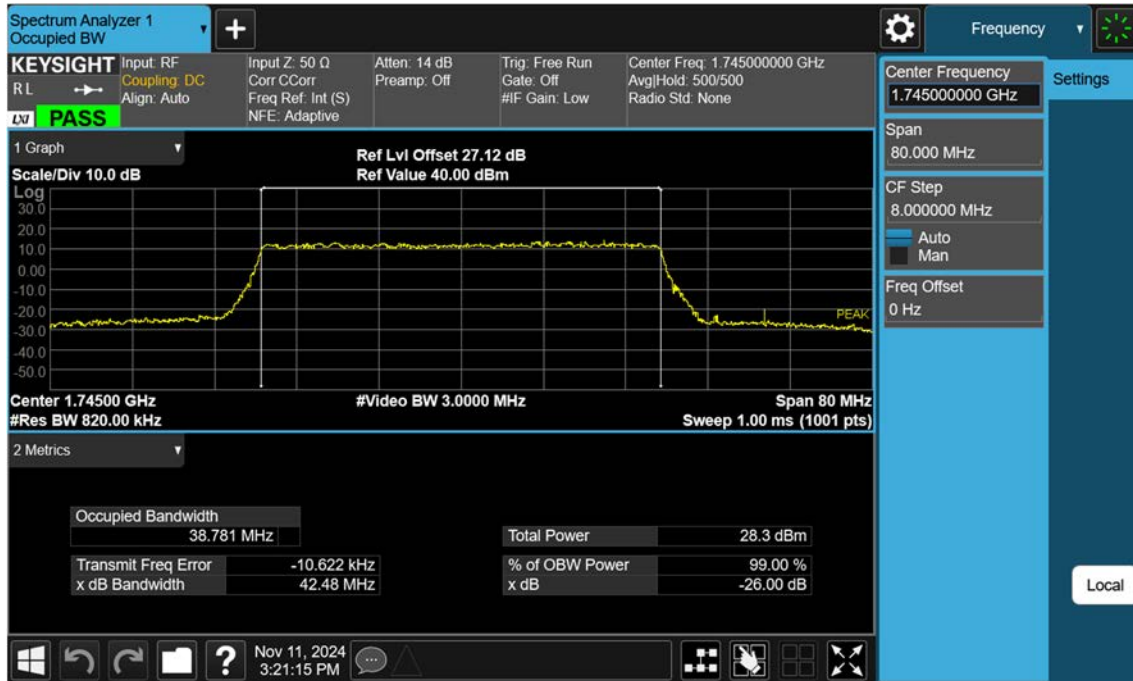 Spectrum Analyzer 1
Occupied BW
+
Frequency
KEYSIGHT
RL
LXI
PASS
Input: RF
Coupling: DC
Align: Auto
Input Z: 50 Ω
Corr CCorr
Freq Ref: Int (S)
NFE: Adaptive
Atten: 14 dB
Preamp: Off
Trig: Free Run
Gate: Off
#IF Gain: Low
Center Freq: 1.745000000 GHz
Avg|Hold: 500/500
Radio Std: None
1 Graph
Scale/Div 10.0 dB
Ref Lvl Offset 27.12 dB
Ref Value 40.00 dBm
Log
30.0
20.0
10.0
0.00
-10.0
-20.0
-30.0
-40.0
-50.0
PEAK
Center 1.74500 GHz
#Video BW 3.0000 MHz
Span 80 MHz
#Res BW 820.00 kHz
Sweep 1.00 ms (1001 pts)
2 Metrics
Occupied Bandwidth
38.781 MHz
Total Power 28.3 dBm
Transmit Freq Error -10.622 kHz
% of OBW Power 99.00 %
x dB Bandwidth 42.48 MHz
x dB -26.00 dB
Center Frequency
1.745000000 GHz
Settings
Span
80.000 MHz
CF Step
8.000000 MHz
Auto
Man
Freq Offset
0 Hz
Local
?
Nov 11, 2024
3:21:15 PM